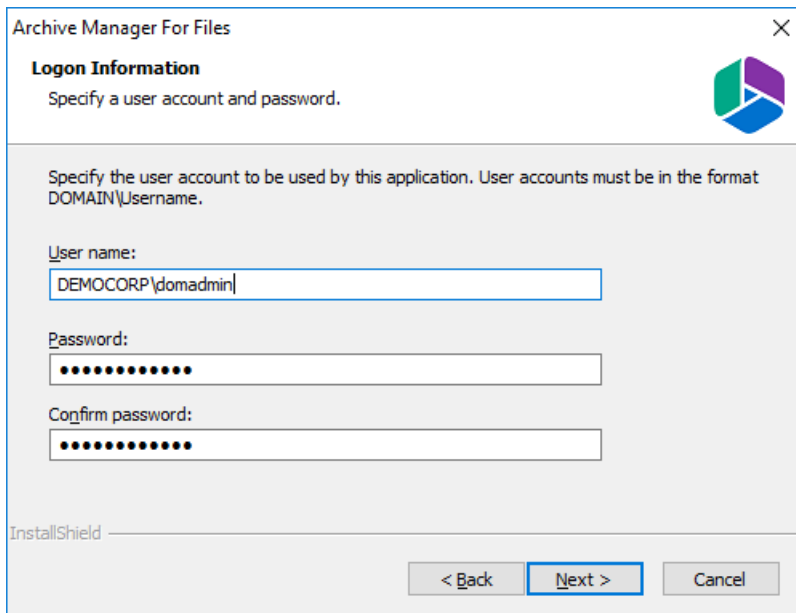 Archive Manager For Files
Logon Information
Specify a user account and password.
Specify the user account to be used by this application. User accounts must be in the format
DOMAIN\Username.
User name:
DEMOCORP\domadmin
Password:
●●●●●●●●●●●●
Confirm password:
●●●●●●●●●●●●
InstallShield
< Back
Next >
Cancel